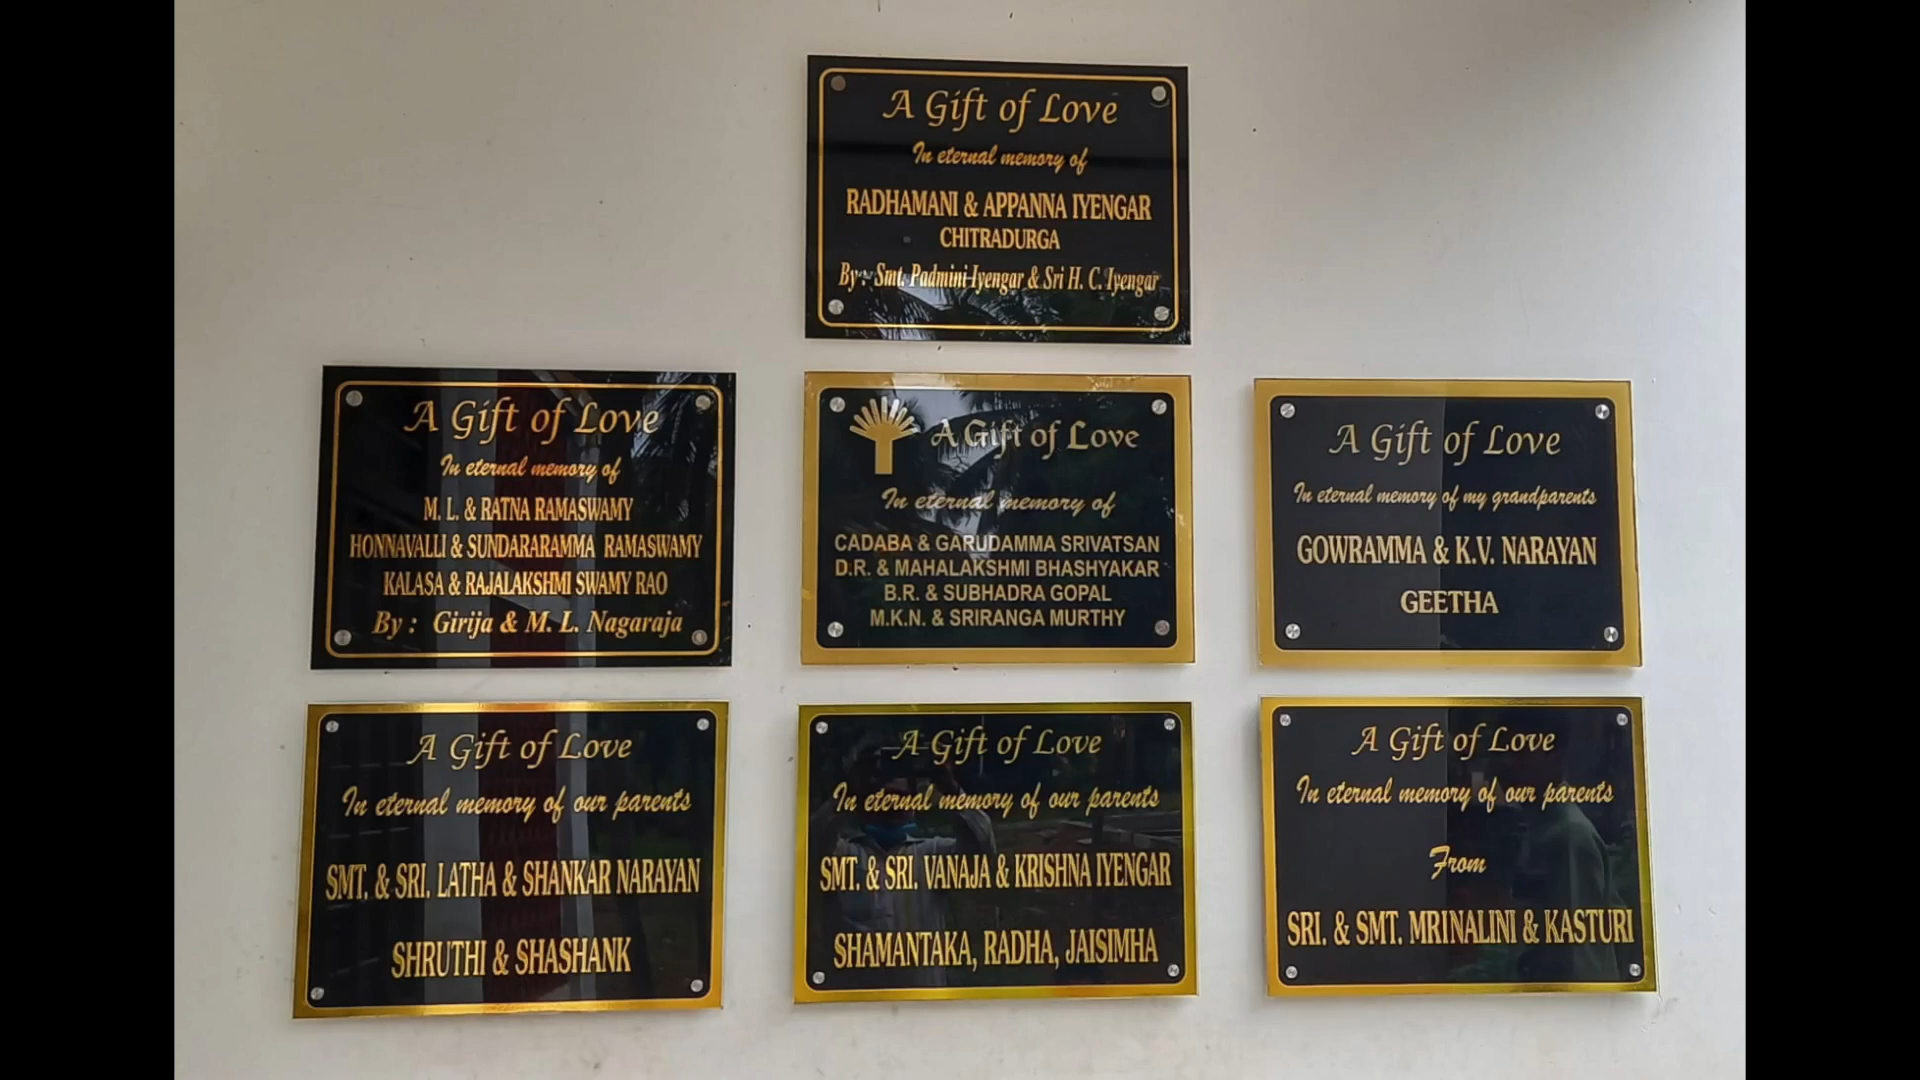 A Gift of Love
In eternal memory of
RADHAMANI & APPANNA IYENGAR
CHITRADURGA
By : Smt. Padmini Iyengar & Sri H. C. Iyengar
A Gift of Love
In eternal memory of
M. L. & RATNA RAMASWAMY
HONNAVALLI & SUNDARARAMMA RAMASWAMY
KALASA & RAJALAKSHMI SWAMY RAO
By : Girija & M. L. Nagaraja
A Gift of Love
In eternal memory of
CADABA & GARUDAMMA SRIVATSAN
D.R. & MAHALAKSHMI BHASHYAKAR
B.R. & SUBHADRA GOPAL
M.K.N. & SRIRANGA MURTHY
A Gift of Love
In eternal memory of my grandparents
GOWRAMMA & K.V. NARAYAN
GEETHA
A Gift of Love
In eternal memory of our parents
SMT. & SRI. LATHA & SHANKAR NARAYAN
SHRUTHI & SHASHANK
A Gift of Love
In eternal memory of our parents
SMT. & SRI. VANAJA & KRISHNA IYENGAR
SHAMANTAKA, RADHA, JAISIMHA
A Gift of Love
In eternal memory of our parents
From
SRI. & SMT. MRINALINI & KASTURI